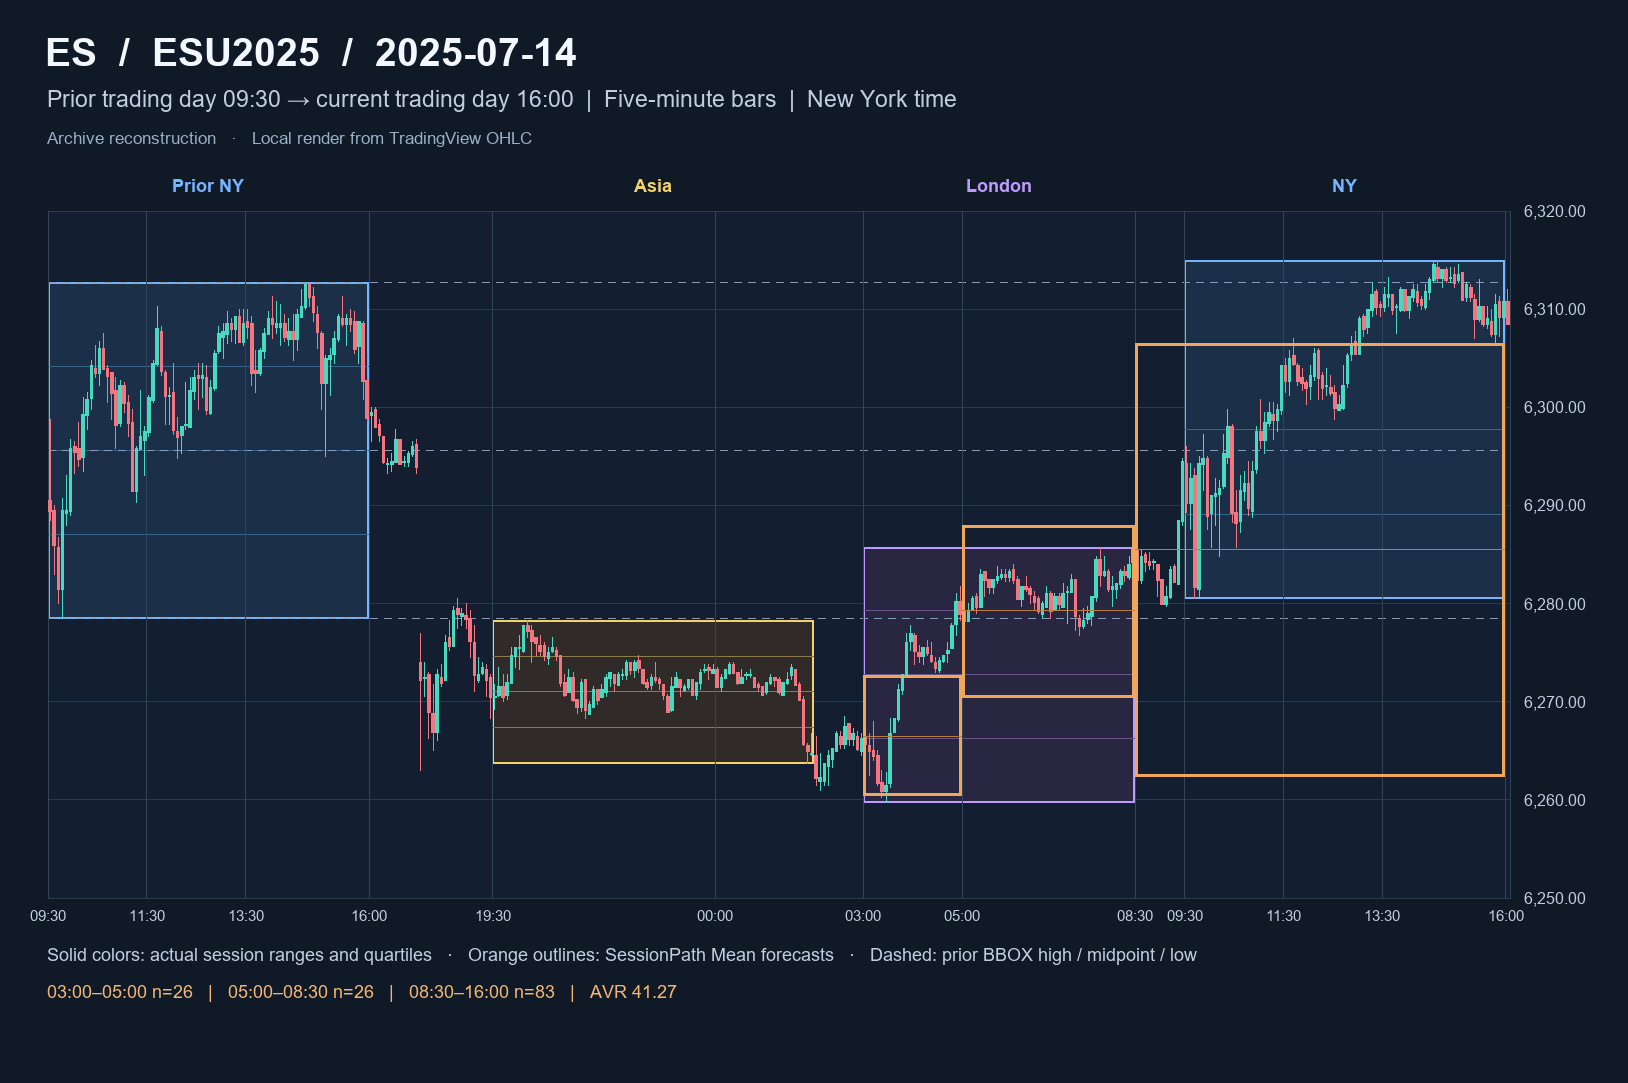 ES / ESU2025 / 2025-07-14
Prior trading day 09:30 → current trading day 16:00 | Five-minute bars | New York time
Archive reconstruction · Local render from TradingView OHLC
Prior NY Asia London NY
6,320.00
6,310.00
6,300.00
6,290.00
6,280.00
6,270.00
6,260.00
6,250.00
09:30 11:30 13:30 16:00 19:30 00:00 03:00 05:00 08:30 09:30 11:30 13:30 16:00
Solid colors: actual session ranges and quartiles · Orange outlines: SessionPath Mean forecasts · Dashed: prior BBOX high / midpoint / low
03:00–05:00 n=26 | 05:00–08:30 n=26 | 08:30–16:00 n=83 | AVR 41.27